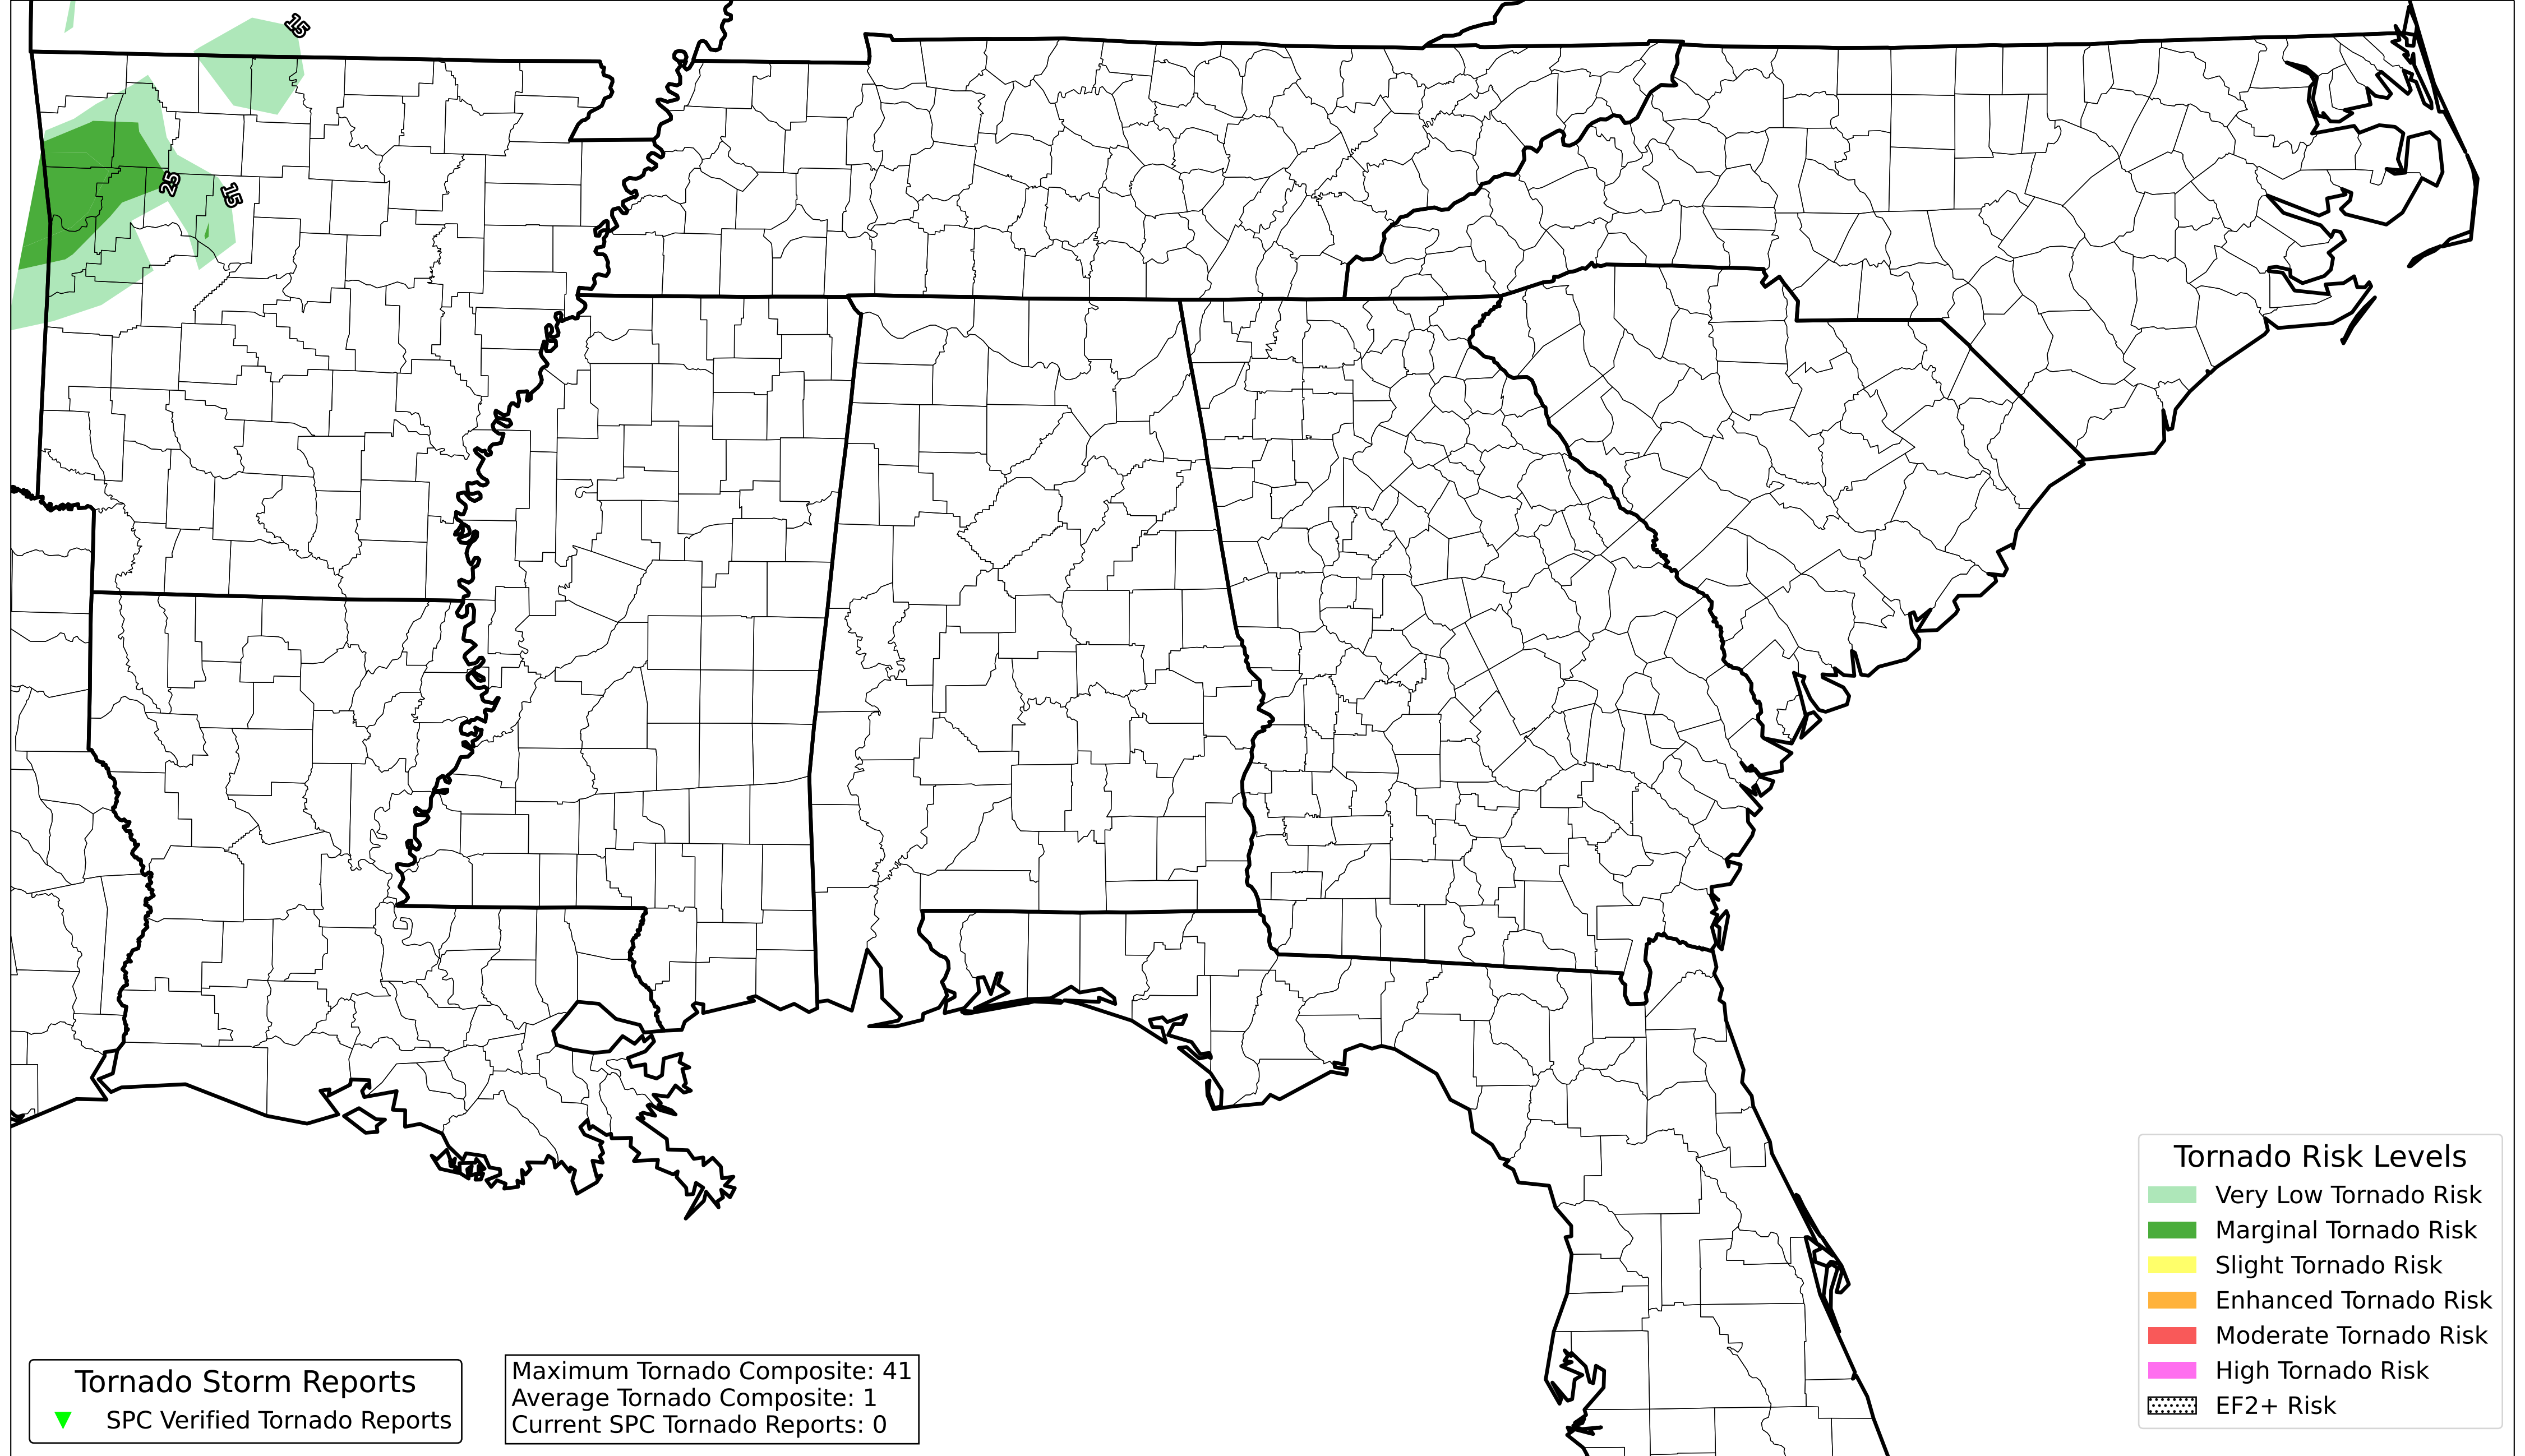 15
25
15
Tornado Risk Levels
Very Low Tornado Risk
Marginal Tornado Risk
Slight Tornado Risk
Enhanced Tornado Risk
Moderate Tornado Risk
High Tornado Risk
EF2+ Risk
Tornado Storm Reports
SPC Verified Tornado Reports
Maximum Tornado Composite: 41
Average Tornado Composite: 1
Current SPC Tornado Reports: 0